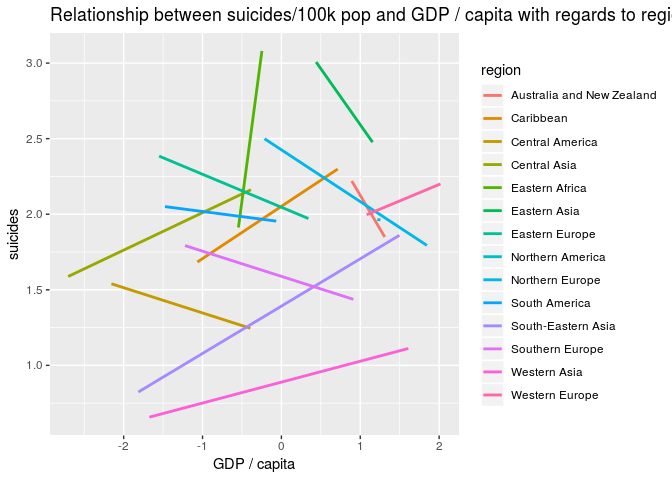 Relationship between suicides/100k pop and GDP / capita with regards to regi
3.0
2.5
2.0
1.5
1.0
suicides
-2
-1
0
1
2
GDP / capita
region
Australia and New Zealand
Caribbean
Central America
Central Asia
Eastern Africa
Eastern Asia
Eastern Europe
Northern America
Northern Europe
South America
South-Eastern Asia
Southern Europe
Western Asia
Western Europe